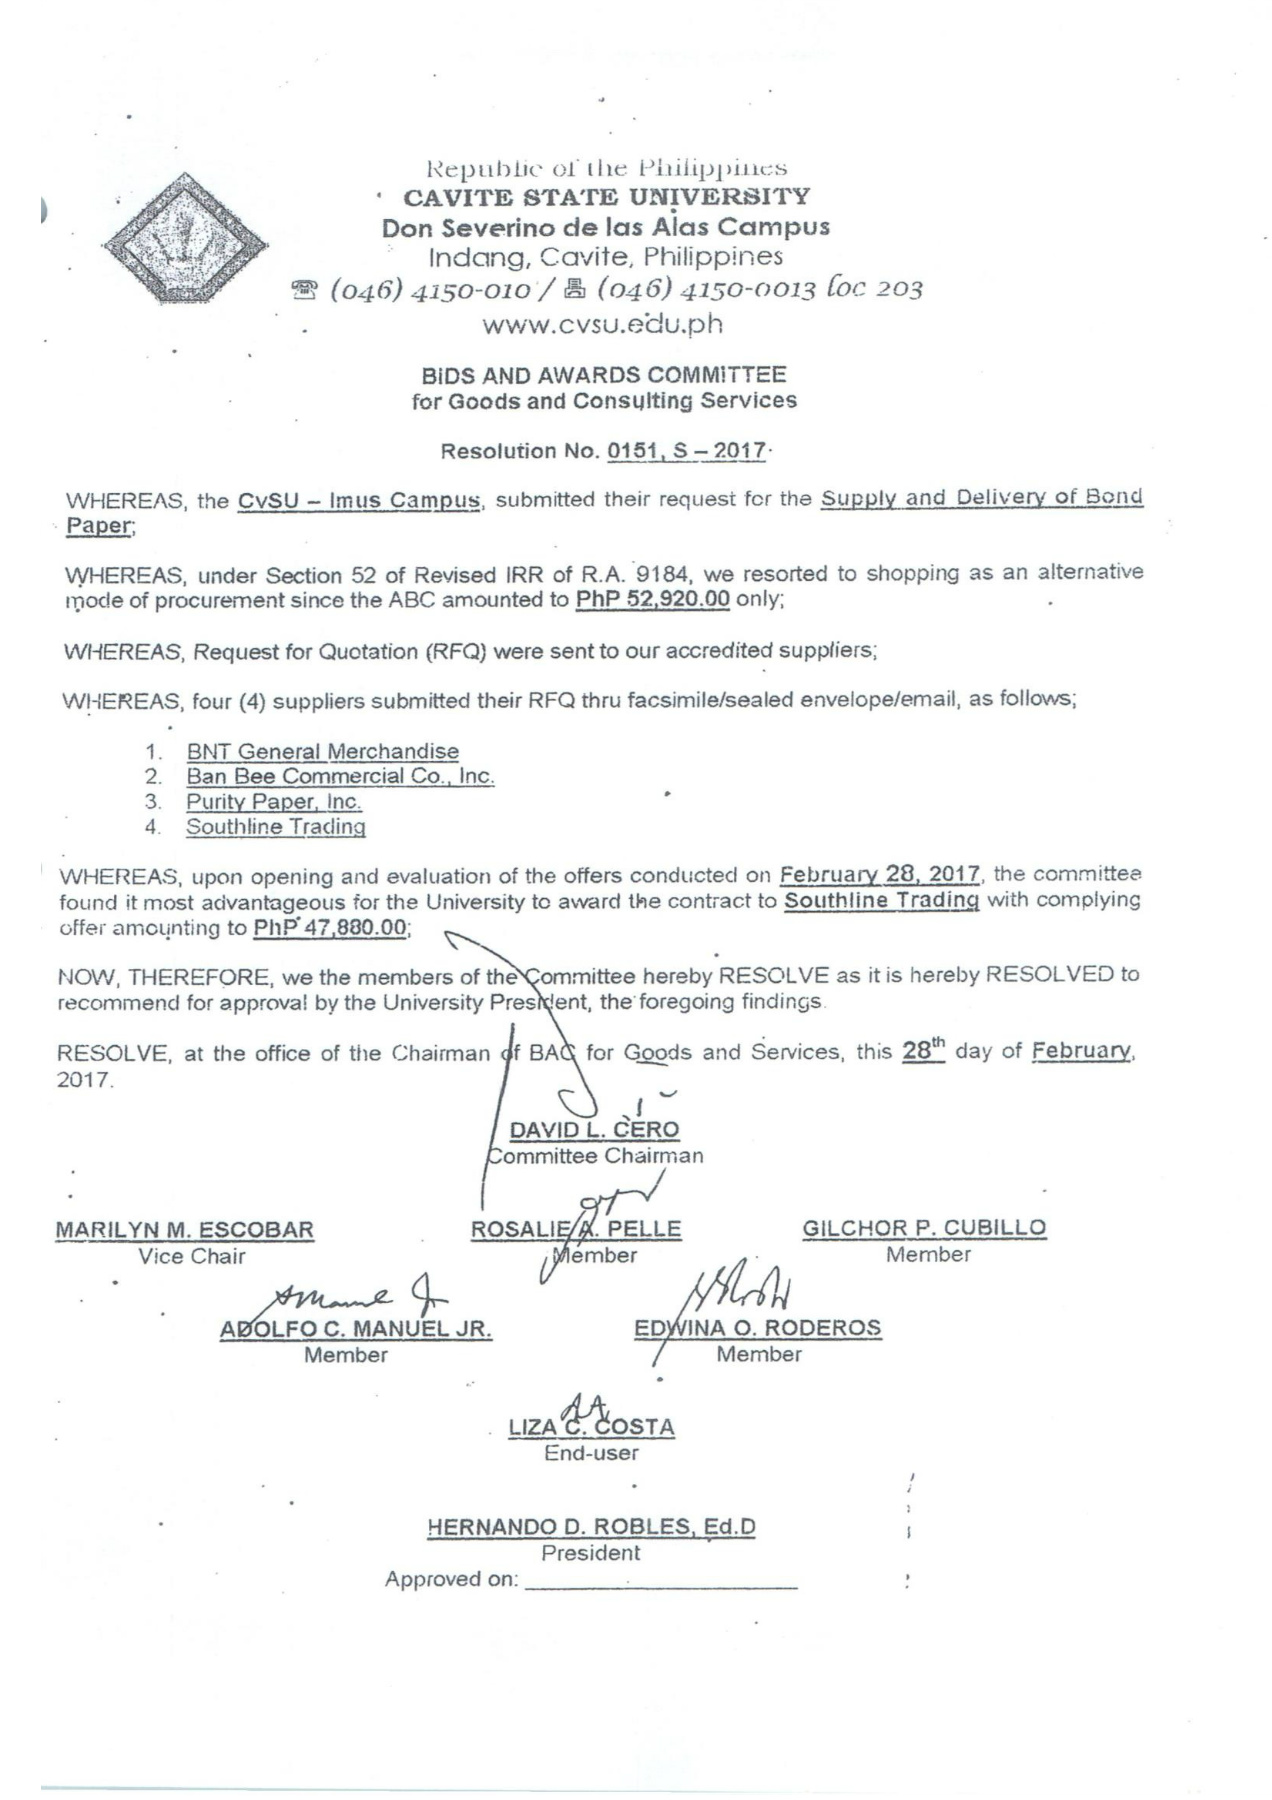 Republic of the Philippines
CAVITE STATE UNIVERSITY
Don Severino de las Alas Campus
Indang, Cavite, Philippines
☎ (046) 4150-010 / (046) 4150-0013 loc 203
www.cvsu.edu.ph
BIDS AND AWARDS COMMITTEE
for Goods and Consulting Services
Resolution No. 0151, S – 2017
WHEREAS, the CvSU – Imus Campus, submitted their request for the Supply and Delivery of Bond
Paper;
WHEREAS, under Section 52 of Revised IRR of R.A. 9184, we resorted to shopping as an alternative
mode of procurement since the ABC amounted to PhP 52,920.00 only;
WHEREAS, Request for Quotation (RFQ) were sent to our accredited suppliers;
WHEREAS, four (4) suppliers submitted their RFQ thru facsimile/sealed envelope/email, as follows;
1. BNT General Merchandise
2. Ban Bee Commercial Co., Inc.
3. Purity Paper, Inc.
4. Southline Trading
WHEREAS, upon opening and evaluation of the offers conducted on February 28, 2017, the committee
found it most advantageous for the University to award the contract to Southline Trading with complying
offer amounting to PhP 47,880.00;
NOW, THEREFORE, we the members of the Committee hereby RESOLVE as it is hereby RESOLVED to
recommend for approval by the University President, the foregoing findings.
RESOLVE, at the office of the Chairman of BAC for Goods and Services, this 28th day of February,
2017.
DAVID L. CERO
Committee Chairman
MARILYN M. ESCOBAR ROSALIE A. PELLE GILCHOR P. CUBILLO
Vice Chair Member Member
ADOLFO C. MANUEL JR. EDWINA O. RODEROS
Member Member
LIZA C. COSTA
End-user
HERNANDO D. ROBLES, Ed.D
President
Approved on: